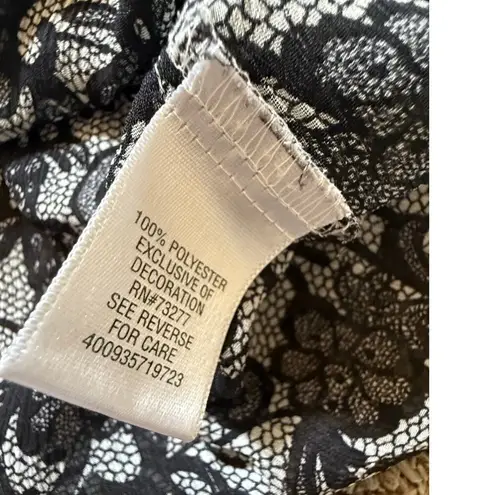 100% POLYESTER
EXCLUSIVE OF
DECORATION
RN#73277
SEE REVERSE
FOR CARE
400935719723